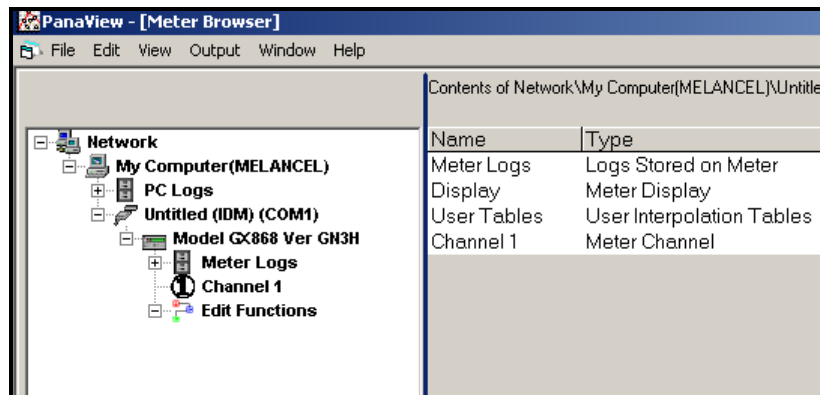 PanaView - [Meter Browser]
File Edit View Output Window Help
Contents of Network\My Computer(MELANCEL)\Untitle
Network
My Computer(MELANCEL)
PC Logs
Untitled (IDM) (COM1)
Model GX868 Ver GN3H
Meter Logs
1 Channel 1
Edit Functions
Name Type
Meter Logs Logs Stored on Meter
Display Meter Display
User Tables User Interpolation Tables
Channel 1 Meter Channel